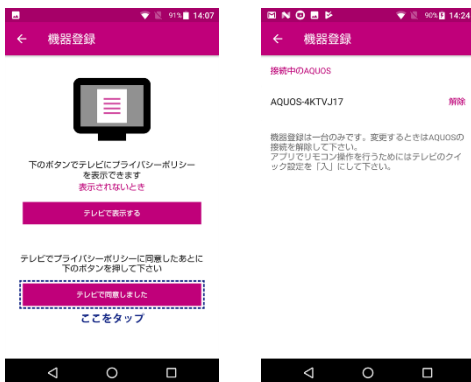 91% 14:07
機器登録
下のボタンでテレビにプライバシーポリシー
を表示できます
表示されないとき
テレビで表示する
テレビでプライバシーポリシーに同意したあとに
下のボタンを押して下さい
テレビで同意しました
ここをタップ
90% 14:24
機器登録
接続中のAQUOS
AQUOS-4KTVJ17 解除
機器登録は一台のみです。変更するときはAQUOSの
接続を解除して下さい。
アプリでリモコン操作を行うためにはテレビのクイ
ック設定を「入」にして下さい。